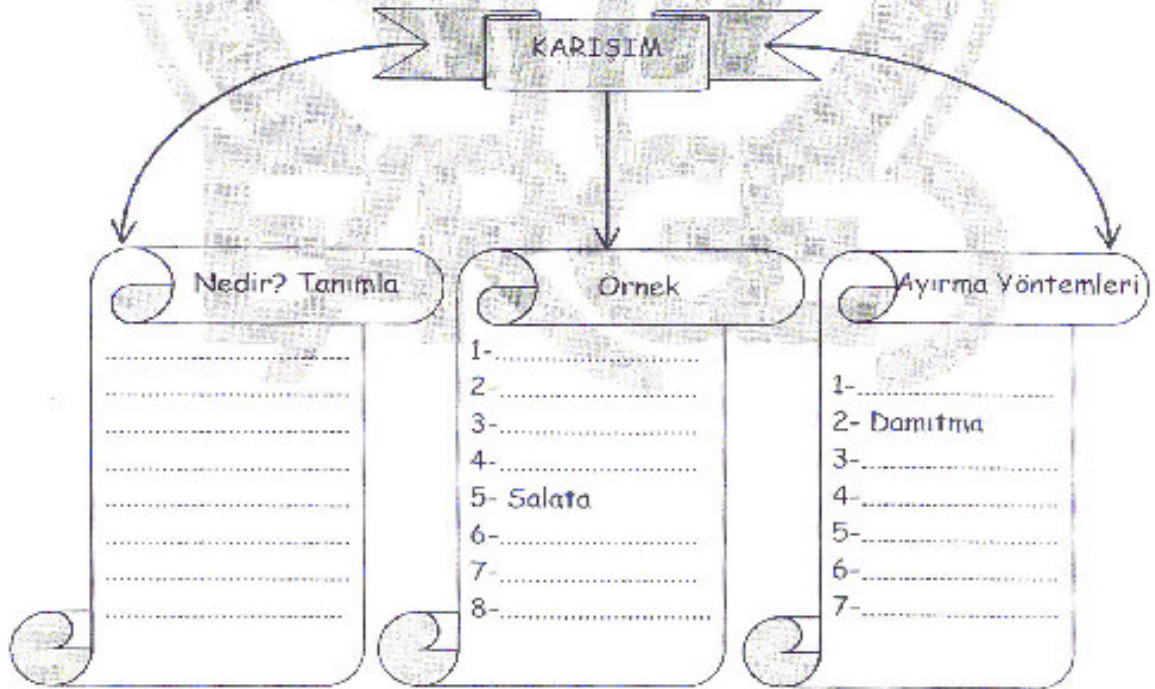 KARIŞIM
Nedir? Tanımla
Örnek
Ayırma Yöntemleri
1-
2-
3-
4-
5- Salata
6-
7-
8-
1-
2- Damıtma
3-
4-
5-
6-
7-